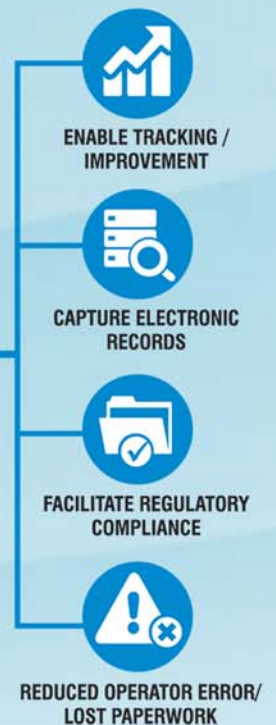 ENABLE TRACKING /
IMPROVEMENT
CAPTURE ELECTRONIC
RECORDS
FACILITATE REGULATORY
COMPLIANCE
REDUCED OPERATOR ERROR/
LOST PAPERWORK